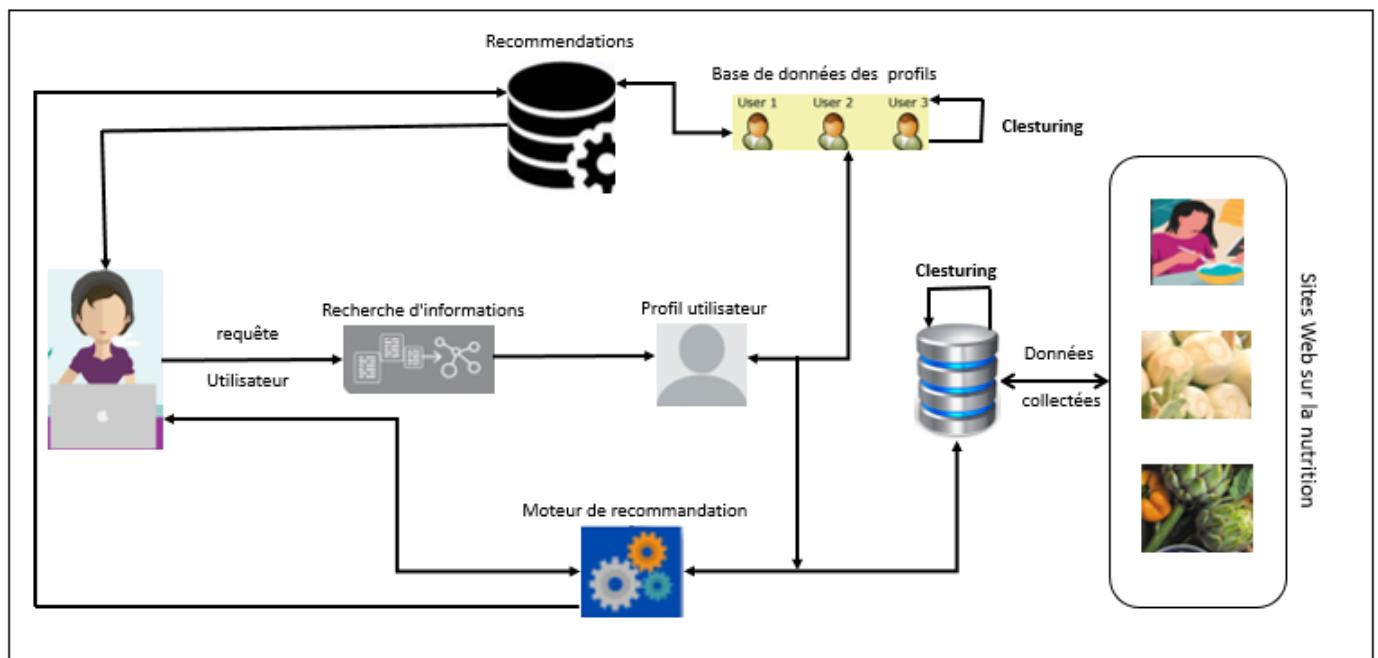 Recommendations
Base de données des profils
User 1
User 2
User 3
Clesturing
Clesturing
Recherche d'informations
Profil utilisateur
requête
Utilisateur
Données
collectées
Sites Web sur la nutrition
Moteur de recommandation